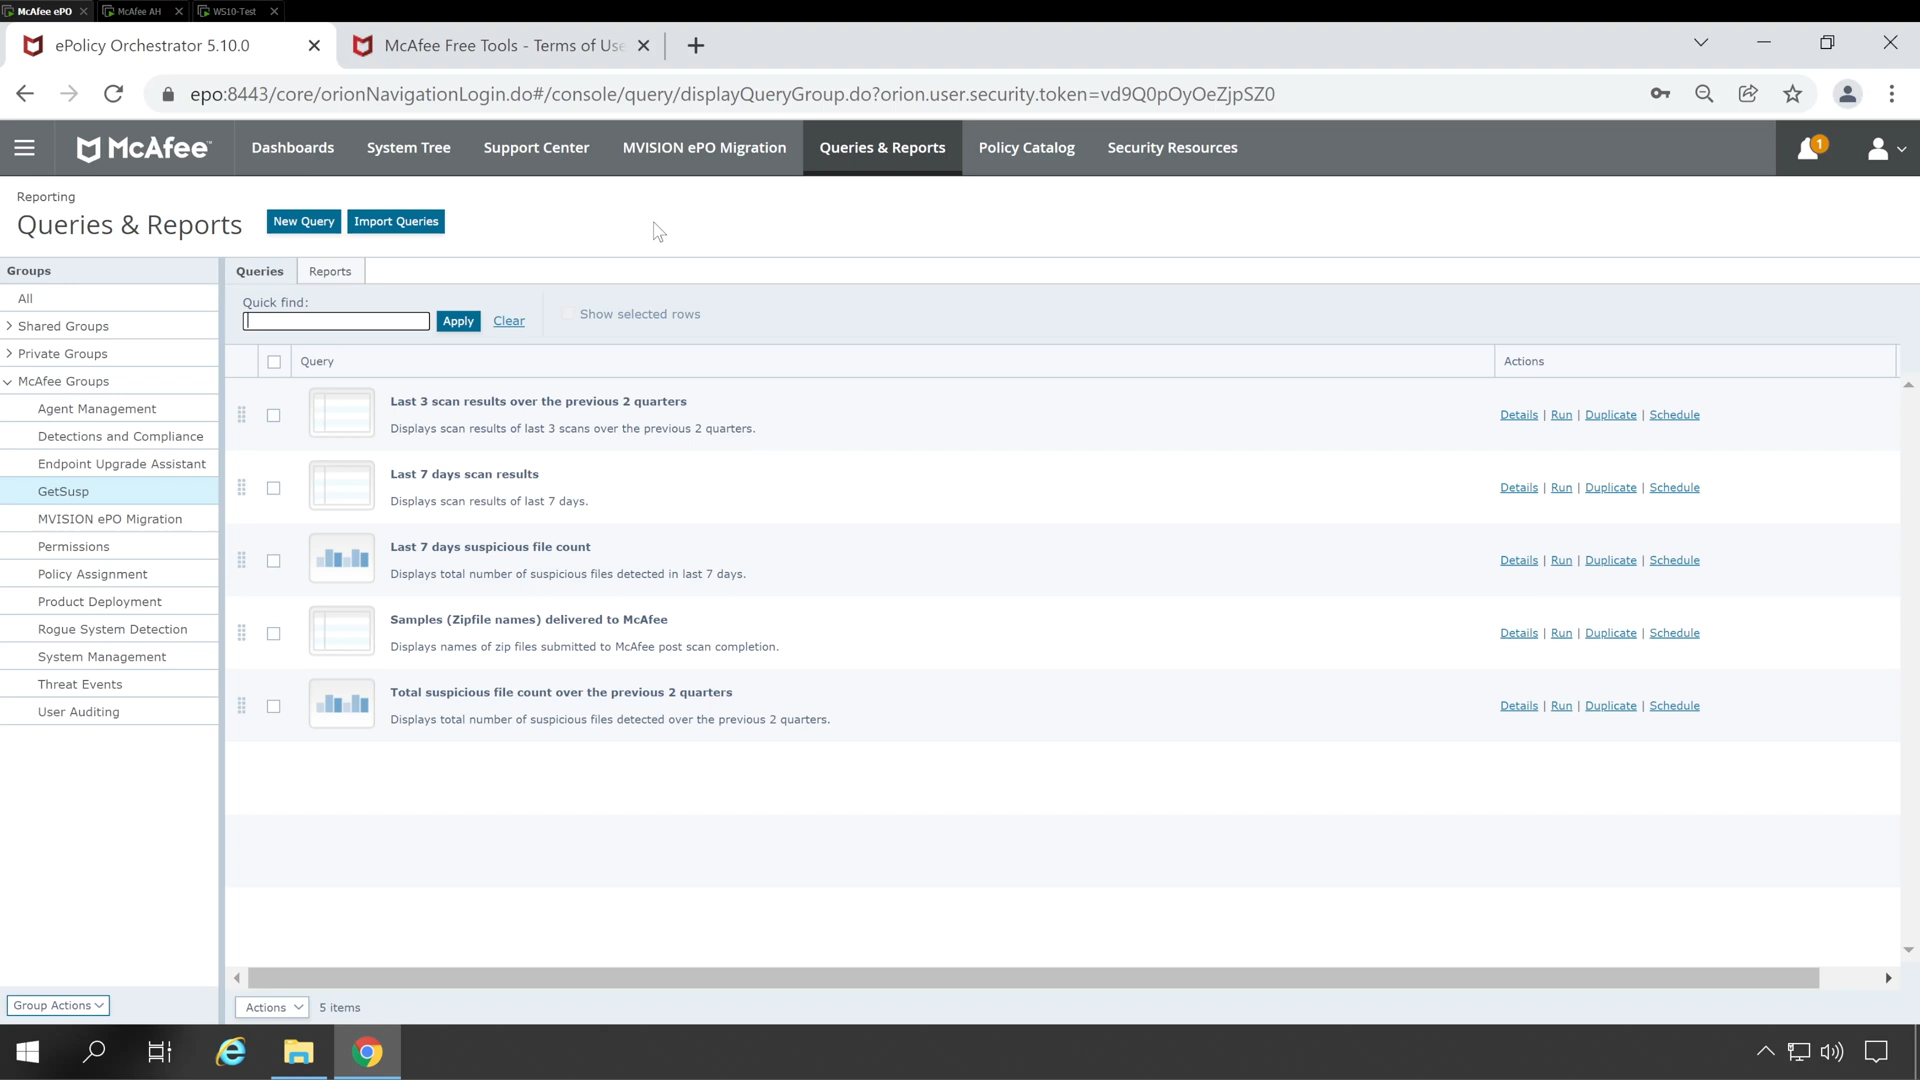 McAfee ePO
McAfee AH
WS10-Test
ePolicy Orchestrator 5.10.0
McAfee Free Tools - Terms of Use
epo:8443/core/orionNavigationLogin.do#/console/query/displayQueryGroup.do?orion.user.security.token=vd9Q0pOyOeZjpSZ0
McAfee™
Dashboards
System Tree
Support Center
MVISION ePO Migration
Queries & Reports
Policy Catalog
Security Resources
1
Reporting
Queries & Reports
New Query
Import Queries
Groups
All
Shared Groups
Private Groups
McAfee Groups
Agent Management
Detections and Compliance
Endpoint Upgrade Assistant
GetSusp
MVISION ePO Migration
Permissions
Policy Assignment
Product Deployment
Rogue System Detection
System Management
Threat Events
User Auditing
Group Actions
Queries
Reports
Quick find:
Apply
Clear
Show selected rows
Query
Actions
Last 3 scan results over the previous 2 quarters
Displays scan results of last 3 scans over the previous 2 quarters.
Details | Run | Duplicate | Schedule
Last 7 days scan results
Displays scan results of last 7 days.
Details | Run | Duplicate | Schedule
Last 7 days suspicious file count
Displays total number of suspicious files detected in last 7 days.
Details | Run | Duplicate | Schedule
Samples (Zipfile names) delivered to McAfee
Displays names of zip files submitted to McAfee post scan completion.
Details | Run | Duplicate | Schedule
Total suspicious file count over the previous 2 quarters
Displays total number of suspicious files detected over the previous 2 quarters.
Details | Run | Duplicate | Schedule
Actions
5 items